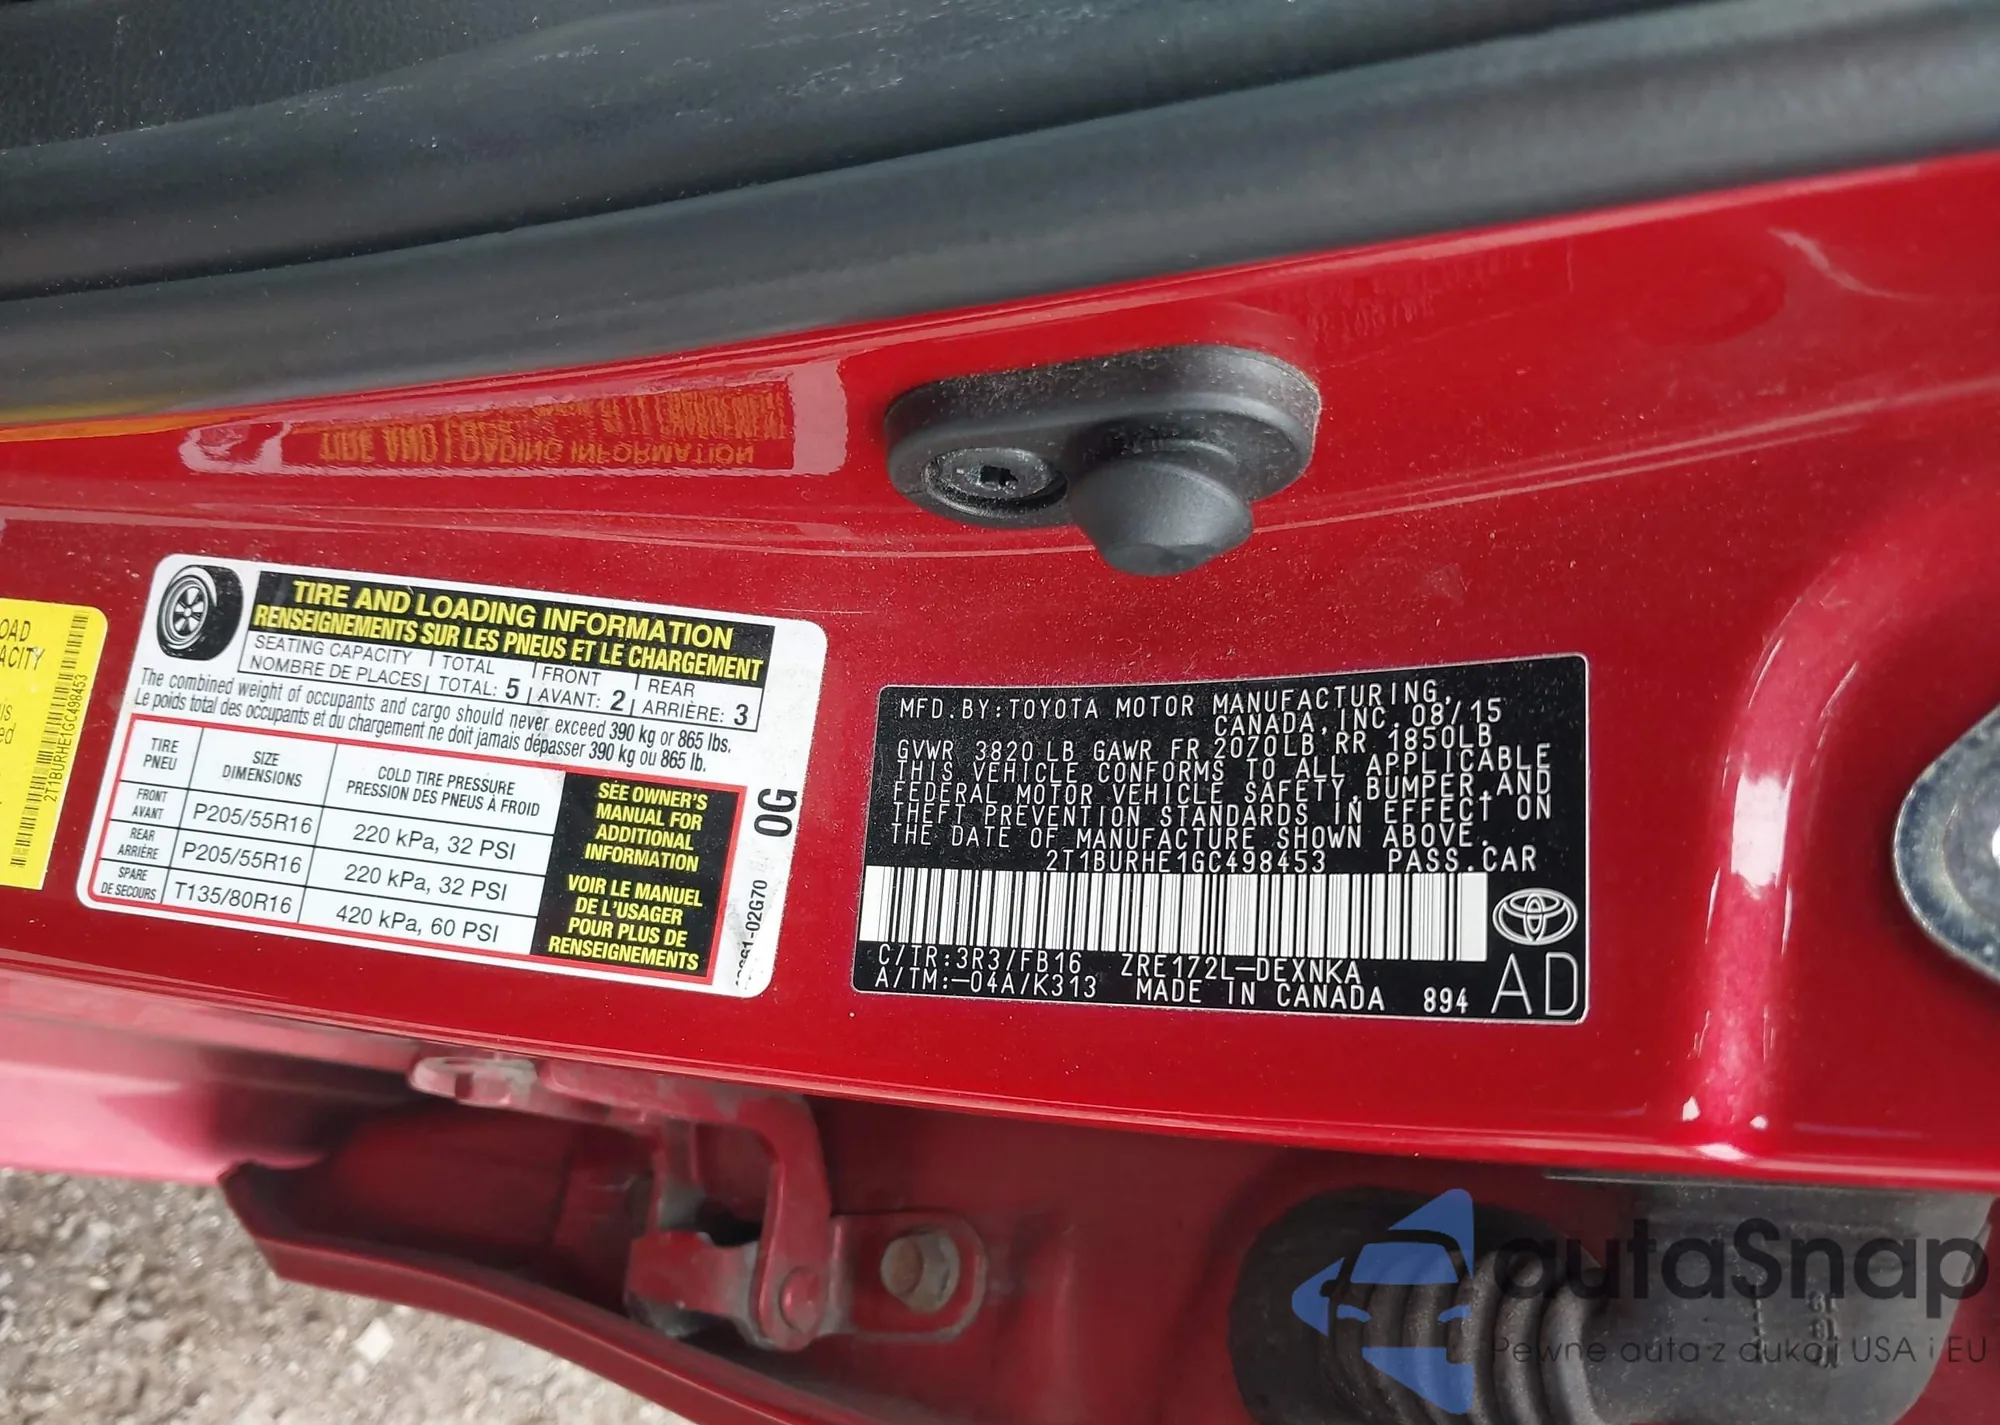 OAD
ACITY
2T1BURHE1GC498453
TIRE AND LOADING INFORMATION
RENSEIGNEMENTS SUR LES PNEUS ET LE CHARGEMENT
SEATING CAPACITY TOTAL FRONT REAR
NOMBRE DE PLACES TOTAL: 5 AVANT: 2 ARRIÈRE: 3
The combined weight of occupants and cargo should never exceed 390 kg or 865 lbs.
Le poids total des occupants et du chargement ne doit jamais dépasser 390 kg ou 865 lb.
TIRE SIZE COLD TIRE PRESSURE
PNEU DIMENSIONS PRESSION DES PNEUS À FROID
FRONT
AVANT P205/55R16 220 kPa, 32 PSI
REAR
ARRIÈRE P205/55R16 220 kPa, 32 PSI
SPARE
DE SECOURS T135/80R16 420 kPa, 60 PSI
SEE OWNER'S
MANUAL FOR
ADDITIONAL
INFORMATION
VOIR LE MANUEL
DE L'USAGER
POUR PLUS DE
RENSEIGNEMENTS
0G
MFD.BY:TOYOTA MOTOR MANUFACTURING,
CANADA, INC. 08/15
GVWR 3820 LB GAWR FR 2070LB RR 1850LB
THIS VEHICLE CONFORMS TO ALL APPLICABLE
FEDERAL MOTOR VEHICLE SAFETY,BUMPER,AND
THEFT PREVENTION STANDARDS IN EFFECT ON
THE DATE OF MANUFACTURE SHOWN ABOVE.
2T1BURHE1GC498453 PASS.CAR
C/TR:3R3/FB16 ZRE172L-DEXNKA
A/TM:-04A/K313 MADE IN CANADA 894 AD
autaSnap
Pewne auta z dukaj USA i EU